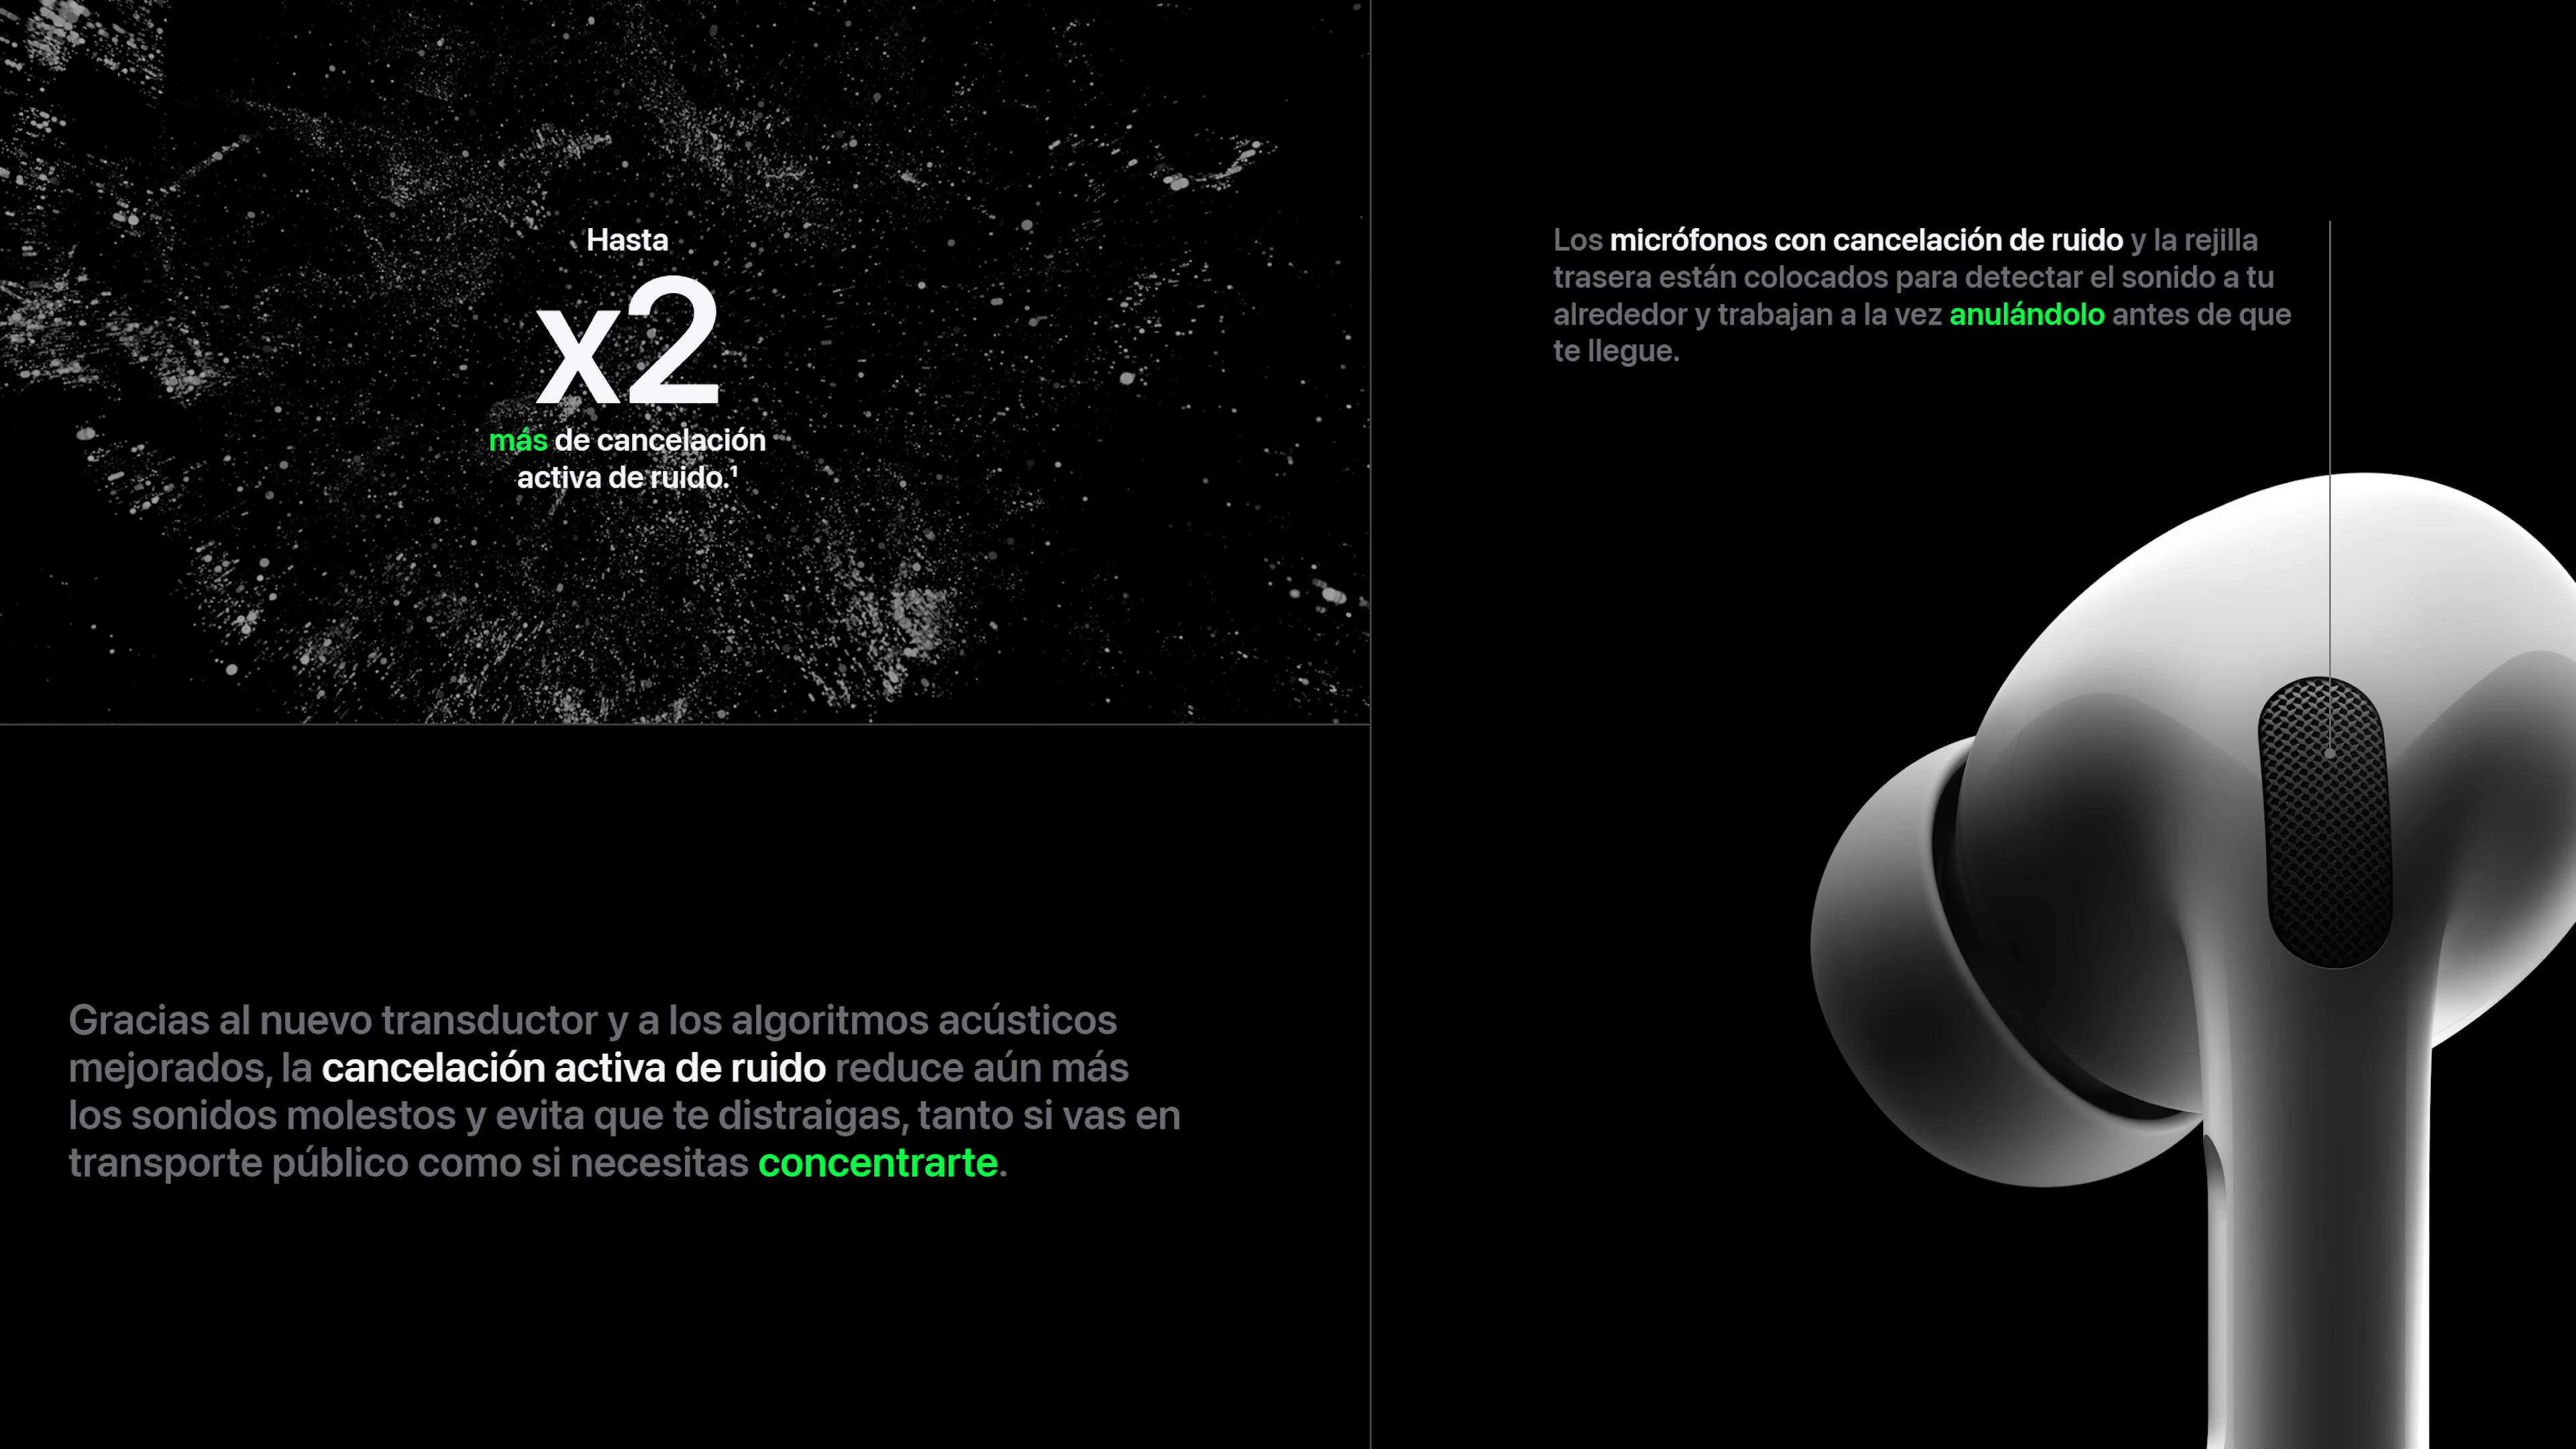 Hasta
x2
más de cancelación
activa de ruido.¹
Gracias al nuevo transductor y a los algoritmos acústicos
mejorados, la cancelación activa de ruido reduce aún más
los sonidos molestos y evita que te distraigas, tanto si vas en
transporte público como si necesitas concentrarte.
Los micrófonos con cancelación de ruido y la rejilla
trasera están colocados para detectar el sonido a tu
alrededor y trabajan a la vez anulándolo antes de que
te llegue.